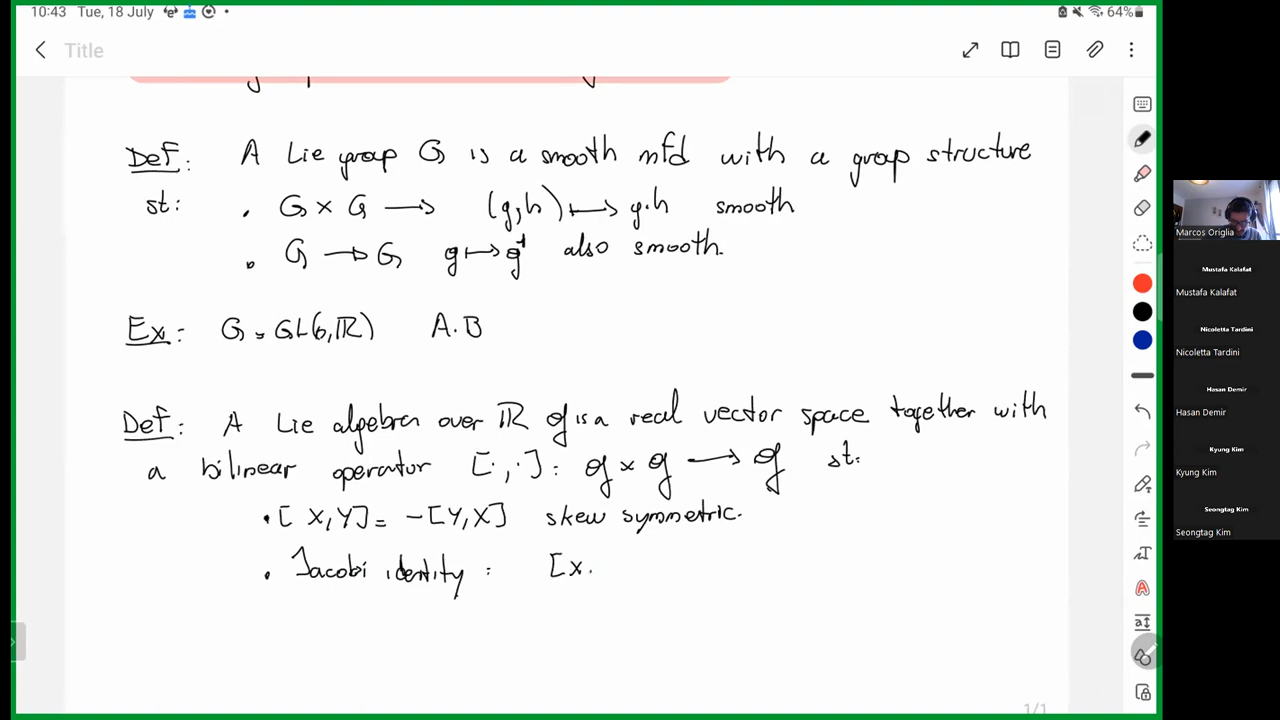 10:43 Tue, 18 July
64%
Title
Def: A Lie group G is a smooth mfd with a group structure
st: • G × G → (g,h) ↦ g.h smooth
• G → G g ↦ g⁻¹ also smooth.
Ex: G = GL(n,ℝ) A.B
Def: A Lie algebra over ℝ 𝔤 is a real vector space together with
a bilinear operator [·,·]: 𝔤 × 𝔤 → 𝔤 st:
• [X,Y] = -[Y,X] skew symmetric.
• Jacobi identity: [x.
1/1
Marcos Origlia
Mustafa Kalafat
Mustafa Kalafat
Nicoletta Tardini
Nicoletta Tardini
Hasan Demir
Hasan Demir
Kyung Kim
Kyung Kim
Seongtag Kim
Seongtag Kim